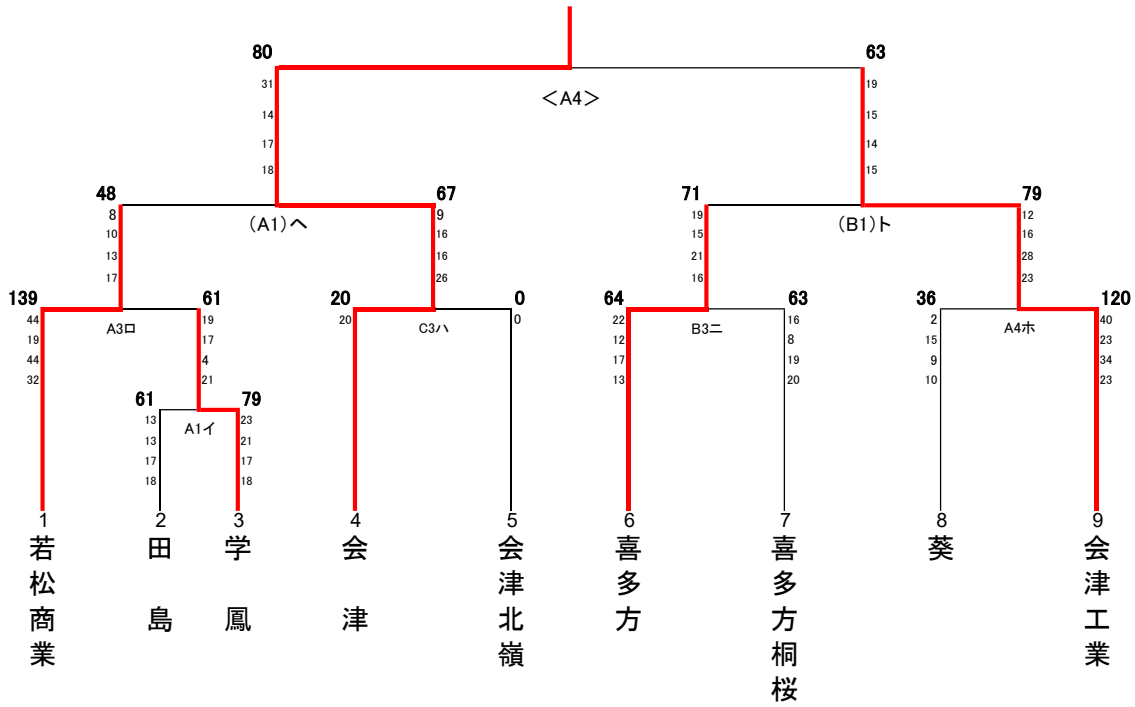 80 63
31 19
＜A4＞
14 15
17 14
18 15
48 67 71 79
8 9 19 12
(A1)ヘ (B1)ト
10 16 15 16
13 16 21 28
17 26 16 23
139 61 20 0 64 63 36 120
44 19 20 0 22 16 2 40
A3ロ C3ハ B3ニ A4ホ
19 17 12 8 15 23
44 4 17 19 9 34
32 21 13 20 10 23
61 79
13 23
A1イ
13 21
17 17
18 18
1 2 3 4 5 6 7 8 9
若松商業
田島
学鳳
会津
会津北嶺
喜多方
喜多方桐桜
葵
会津工業